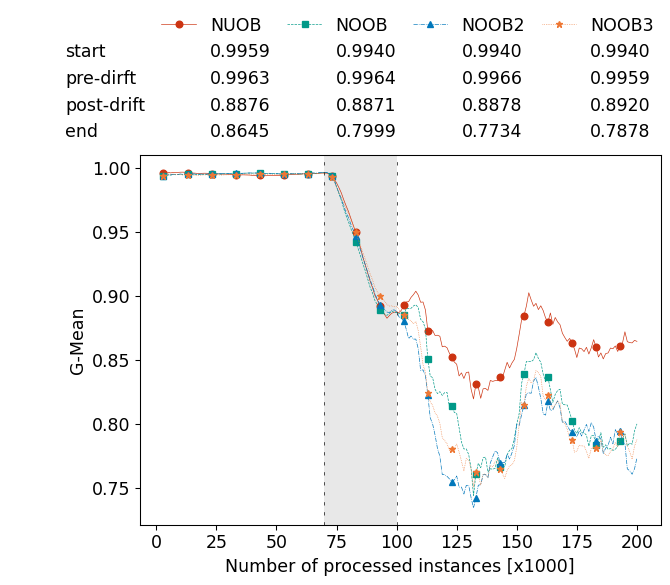 NUOB NOOB NOOB2 NOOB3
start 0.9959 0.9940 0.9940 0.9940
pre-dirft 0.9963 0.9964 0.9966 0.9959
post-drift 0.8876 0.8871 0.8878 0.8920
end 0.8645 0.7999 0.7734 0.7878
1.00
0.95
0.90
0.85
0.80
0.75
G-Mean
0 25 50 75 100 125 150 175 200
Number of processed instances [x1000]